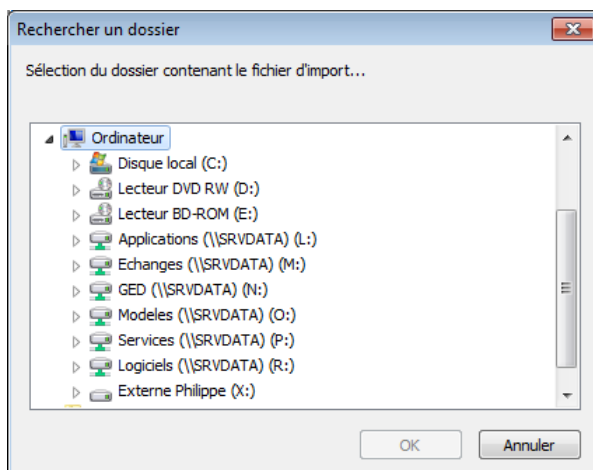 Rechercher un dossier
Sélection du dossier contenant le fichier d'import...
Ordinateur
Disque local (C:)
Lecteur DVD RW (D:)
Lecteur BD-ROM (E:)
Applications (\\SRVDATA) (L:)
Echanges (\\SRVDATA) (M:)
GED (\\SRVDATA) (N:)
Modeles (\\SRVDATA) (O:)
Services (\\SRVDATA) (P:)
Logiciels (\\SRVDATA) (R:)
Externe Philippe (X:)
OK Annuler